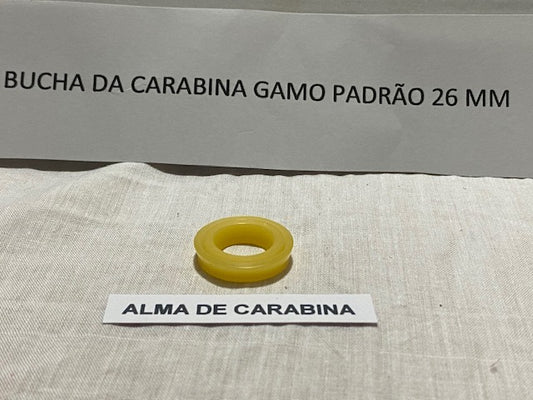 BUCHA DA CARABINA GAMO PADRÃO 26 MM
ALMA DE CARABINA